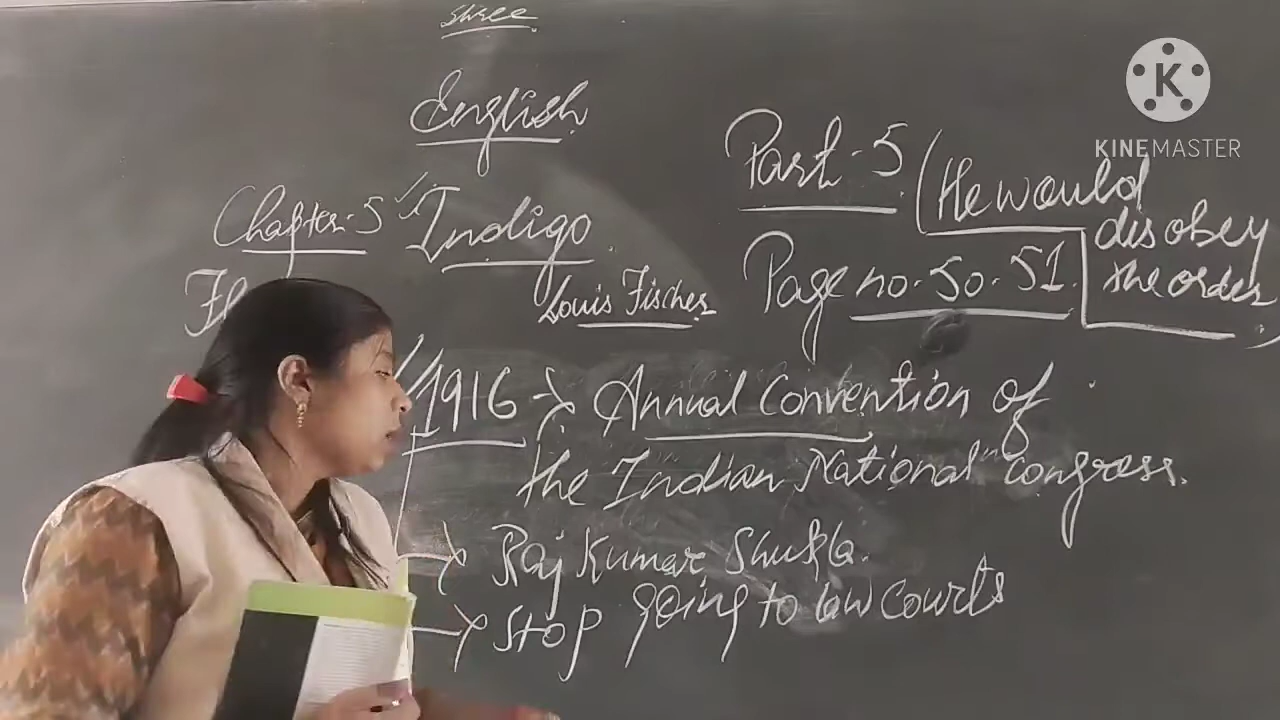 Shree
English
Part-5 (He would
disobey
the order)
Chapter-5 Indigo
Page no. 50-51.
Louis Fischer
1916 → Annual Convention of
the Indian National Congress.
→ Raj Kumar Shukla.
→ Stop going to law courts
K
KINEMASTER